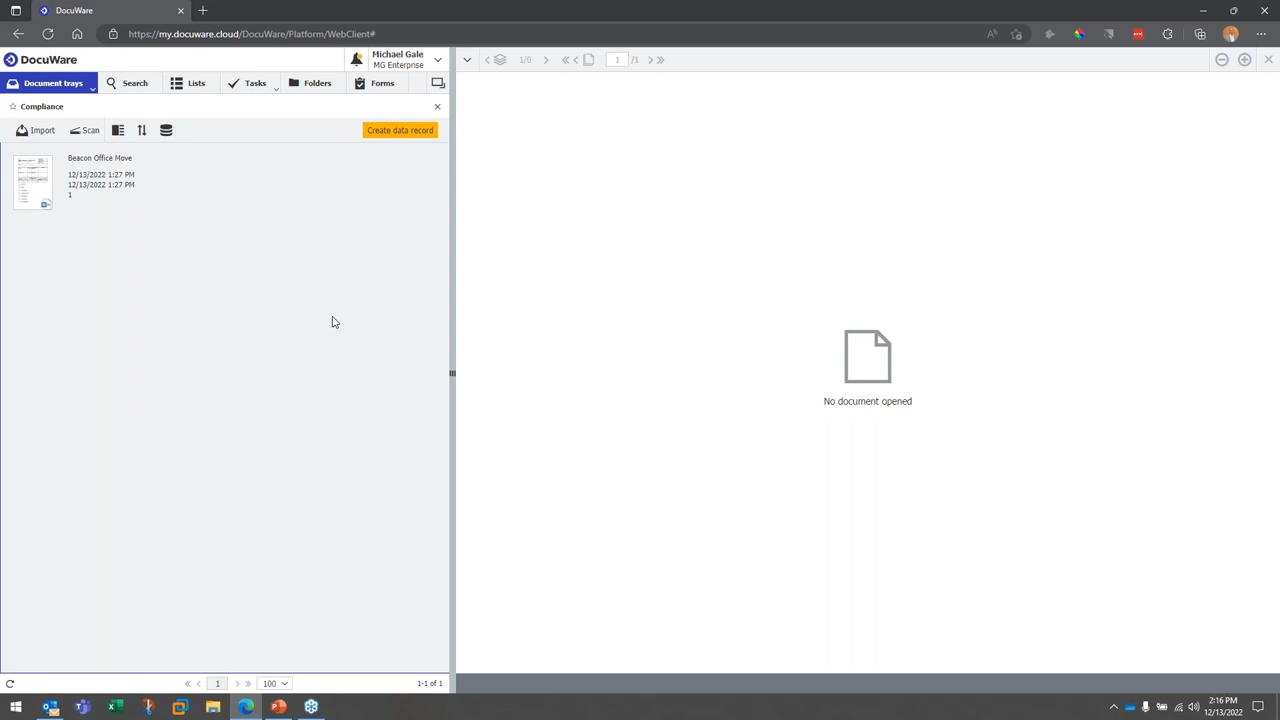 DocuWare
https://my.docuware.cloud/DocuWare/Platform/WebClient#
DocuWare
Michael Gale
MG Enterprise
1/0
1
/1
Document trays
Search
Lists
Tasks
Folders
Forms
Compliance
Import
Scan
Create data record
Beacon Office Move
12/13/2022 1:27 PM
12/13/2022 1:27 PM
1
No document opened
1
100
1-1 of 1
2:16 PM
12/13/2022